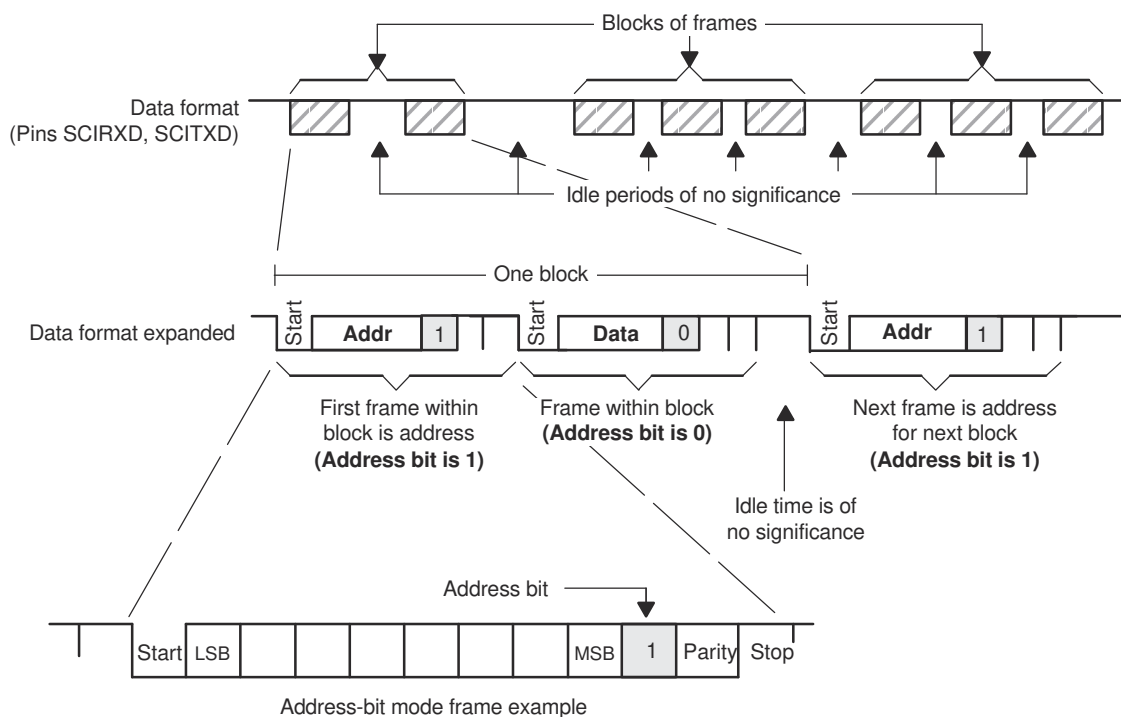 Blocks of frames
Data format
(Pins SCIRXD, SCITXD)
Idle periods of no significance
One block
Data format expanded
Start
Addr
1
Start
Data
0
Start
Addr
1
First frame within
block is address
(Address bit is 1)
Frame within block
(Address bit is 0)
Next frame is address
for next block
(Address bit is 1)
Idle time is of
no significance
Address bit
Start
LSB
MSB
1
Parity
Stop
Address-bit mode frame example